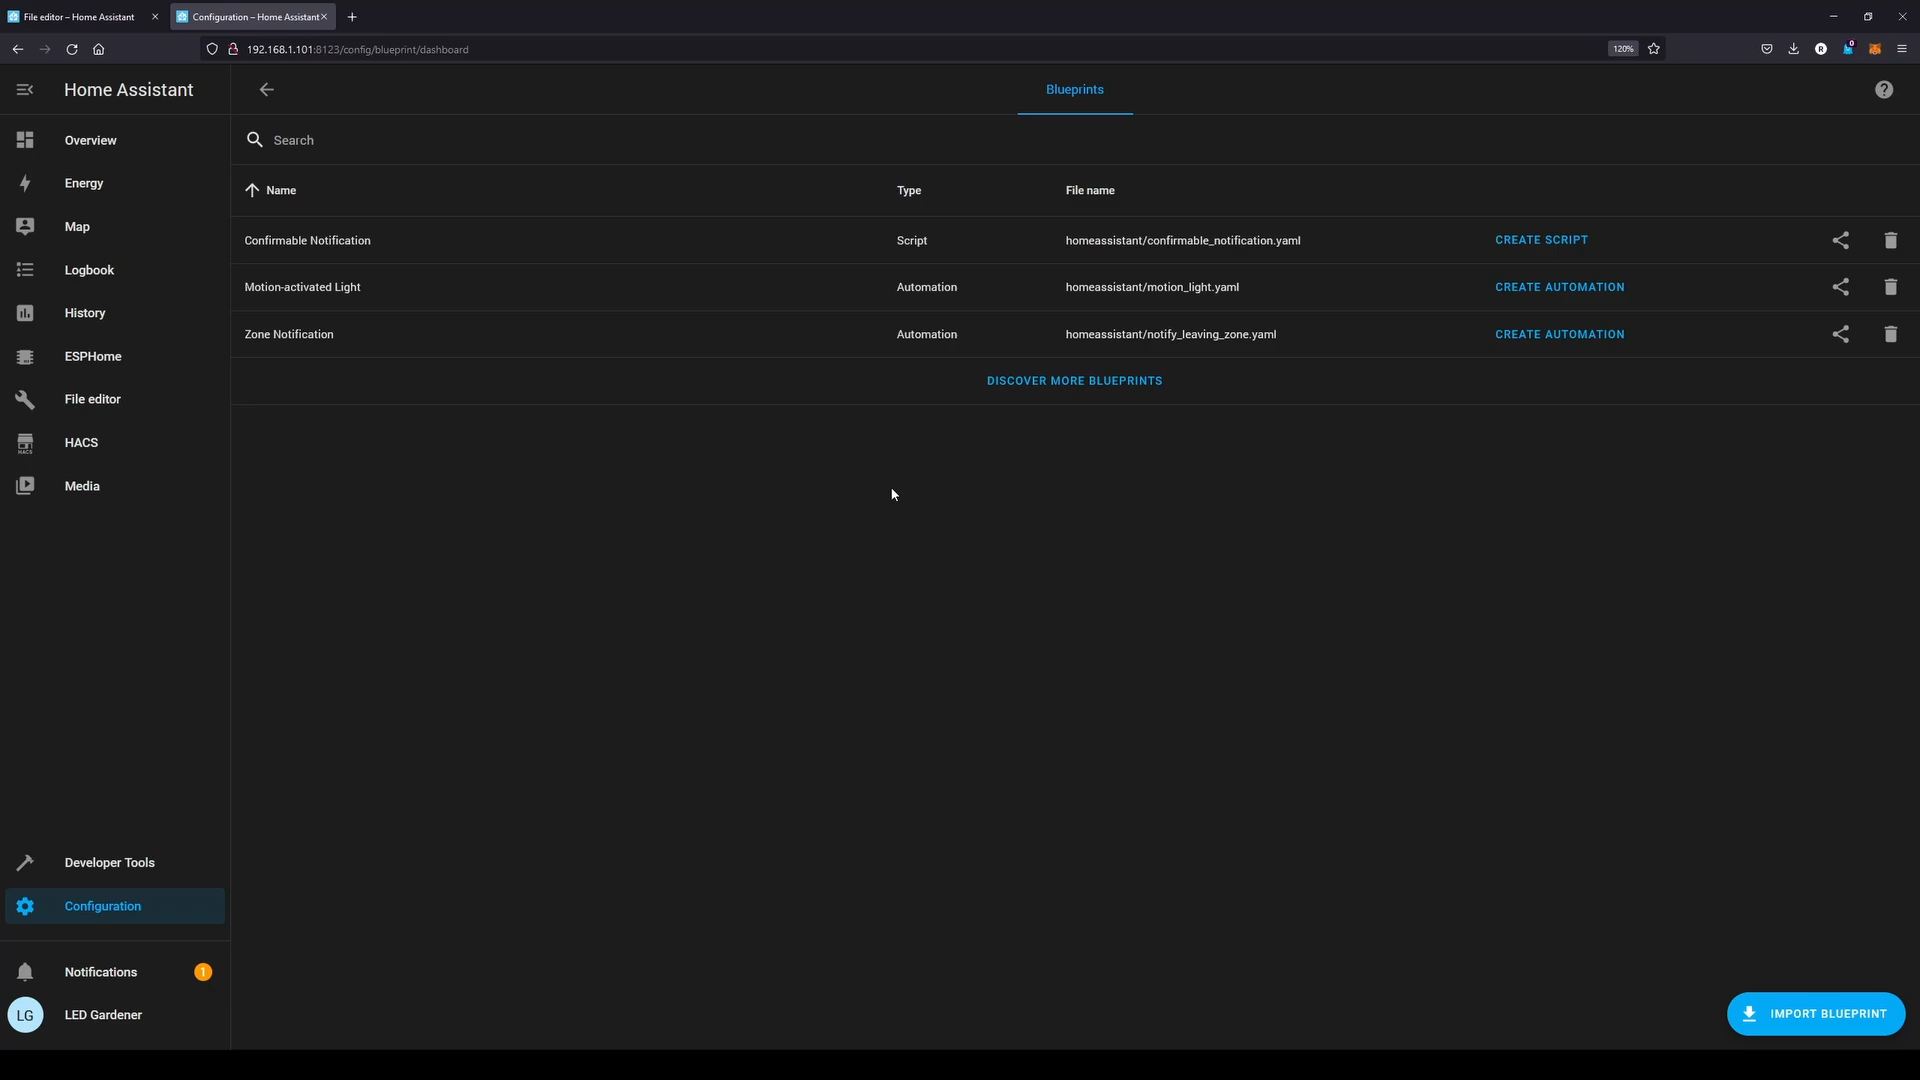 File editor – Home Assistant
Configuration – Home Assistant
192.168.1.101:8123/config/blueprint/dashboard
120%
R
0
Home Assistant
Blueprints
Overview
Energy
Map
Logbook
History
ESPHome
File editor
HACS
HACS
Media
Developer Tools
Configuration
Notifications
1
LG
LED Gardener
Search
Name Type File name
Confirmable Notification Script homeassistant/confirmable_notification.yaml CREATE SCRIPT
Motion-activated Light Automation homeassistant/motion_light.yaml CREATE AUTOMATION
Zone Notification Automation homeassistant/notify_leaving_zone.yaml CREATE AUTOMATION
DISCOVER MORE BLUEPRINTS
IMPORT BLUEPRINT